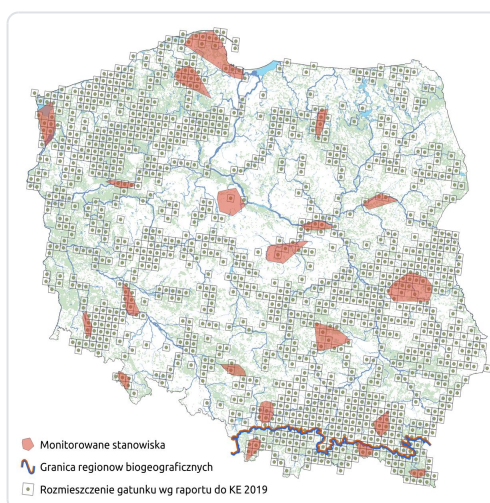 Monitorowane stanowiska
Granica regionow biogeograficznych
Rozmieszczenie gatunku wg raportu do KE 2019